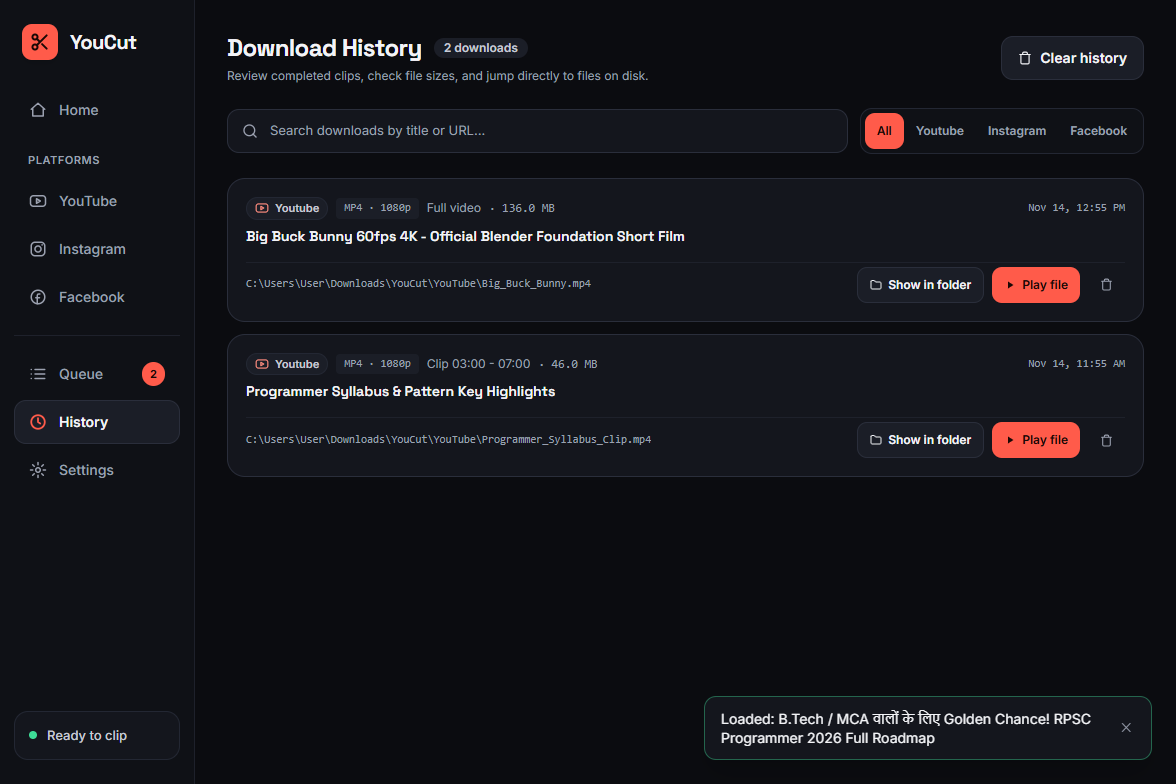 YouCut
Home
PLATFORMS
YouTube
Instagram
Facebook
Queue 2
History
Settings
Ready to clip
Download History 2 downloads
Review completed clips, check file sizes, and jump directly to files on disk.
Clear history
Search downloads by title or URL...
All Youtube Instagram Facebook
Youtube MP4 · 1080p Full video · 136.0 MB Nov 14, 12:55 PM
Big Buck Bunny 60fps 4K - Official Blender Foundation Short Film
C:\Users\User\Downloads\YouCut\YouTube\Big_Buck_Bunny.mp4 Show in folder Play file
Youtube MP4 · 1080p Clip 03:00 - 07:00 · 46.0 MB Nov 14, 11:55 AM
Programmer Syllabus & Pattern Key Highlights
C:\Users\User\Downloads\YouCut\YouTube\Programmer_Syllabus_Clip.mp4 Show in folder Play file
Loaded: B.Tech / MCA वालों के लिए Golden Chance! RPSC
Programmer 2026 Full Roadmap